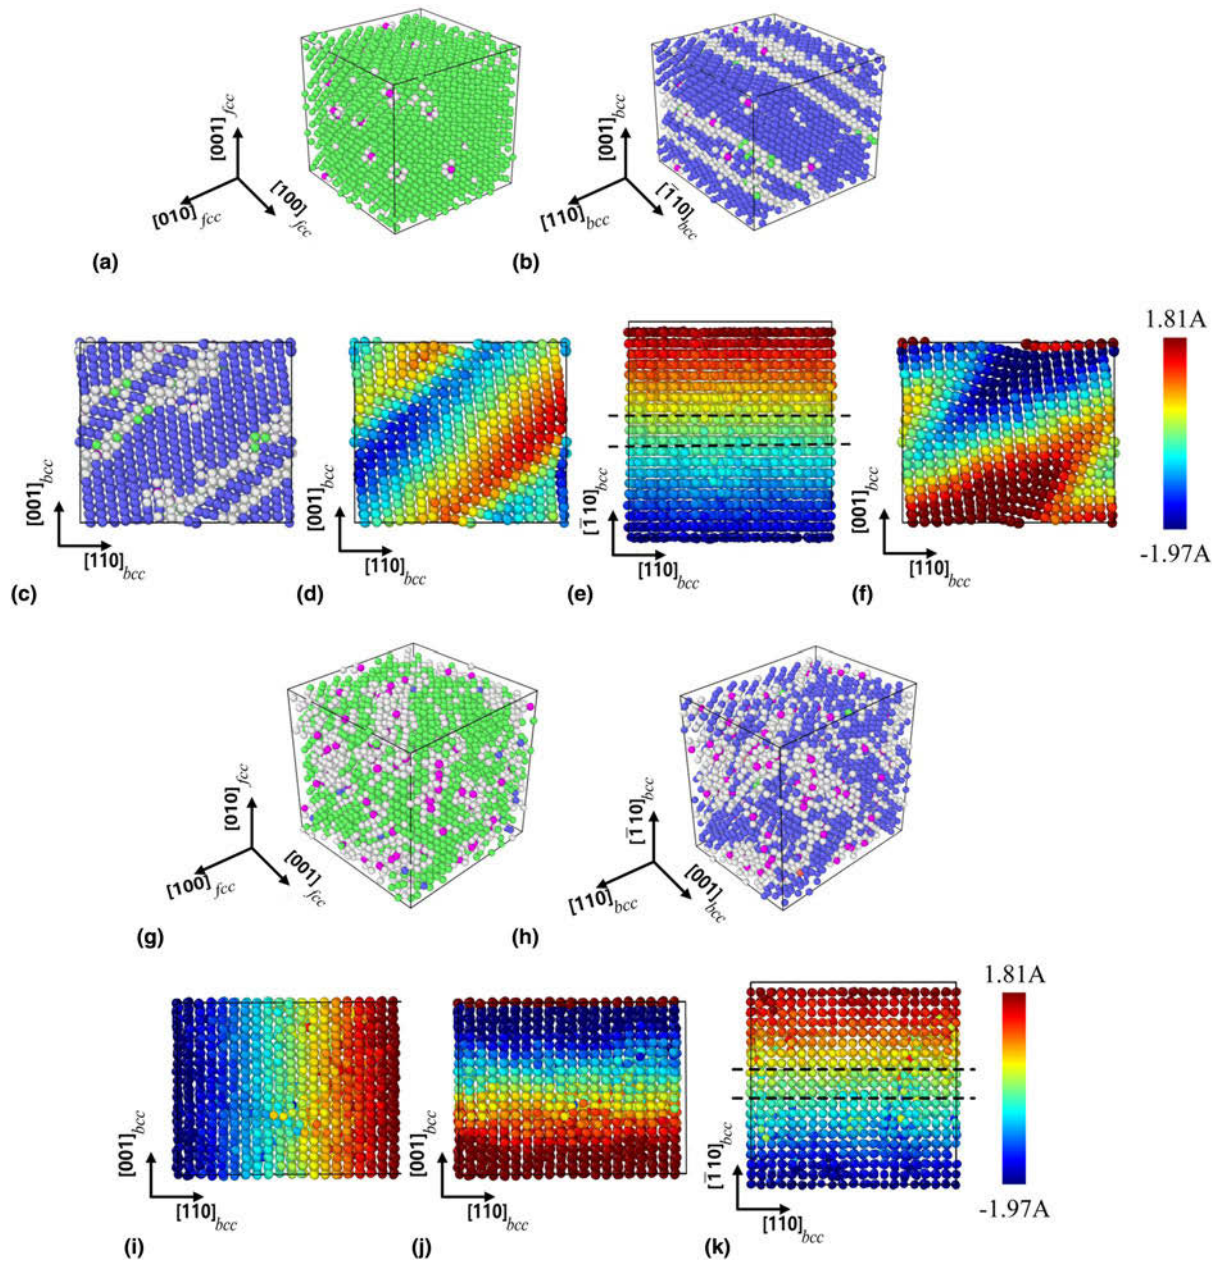 [001]fcc
[010]fcc
[100]fcc
(a)
[001]bcc
[110]bcc
[1̄10]bcc
(b)
[001]bcc
[110]bcc
(c)
[001]bcc
[110]bcc
(d)
[1̄10]bcc
[110]bcc
(e)
[001]bcc
[110]bcc
(f)
1.81A
-1.97A
[010]fcc
[100]fcc
[001]fcc
(g)
[1̄10]bcc
[110]bcc
[001]bcc
(h)
[001]bcc
[110]bcc
(i)
[001]bcc
[110]bcc
(j)
[1̄10]bcc
[110]bcc
(k)
1.81A
-1.97A